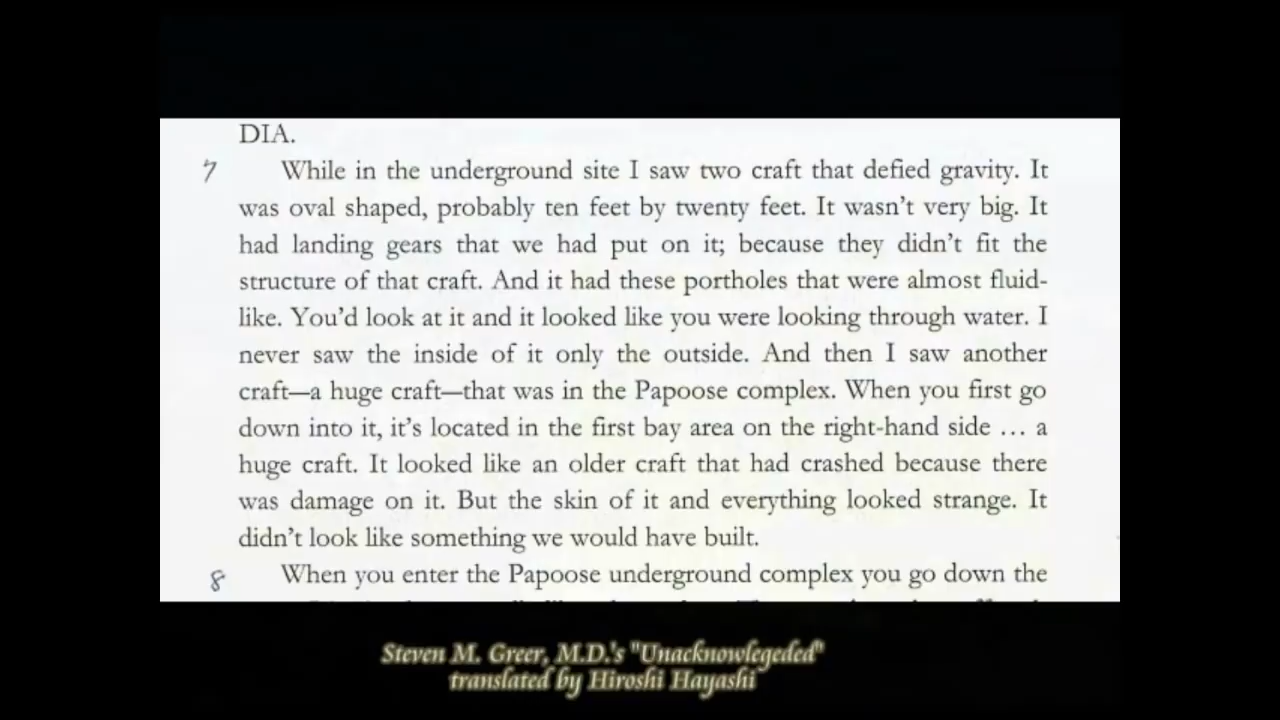 DIA.
7 While in the underground site I saw two craft that defied gravity. It
was oval shaped, probably ten feet by twenty feet. It wasn't very big. It
had landing gears that we had put on it; because they didn't fit the
structure of that craft. And it had these portholes that were almost fluid-
like. You'd look at it and it looked like you were looking through water. I
never saw the inside of it only the outside. And then I saw another
craft—a huge craft—that was in the Papoose complex. When you first go
down into it, it's located in the first bay area on the right-hand side … a
huge craft. It looked like an older craft that had crashed because there
was damage on it. But the skin of it and everything looked strange. It
didn't look like something we would have built.
8 When you enter the Papoose underground complex you go down the
Steven M. Greer, M.D.'s "Unacknowlegeded"
translated by Hiroshi Hayashi